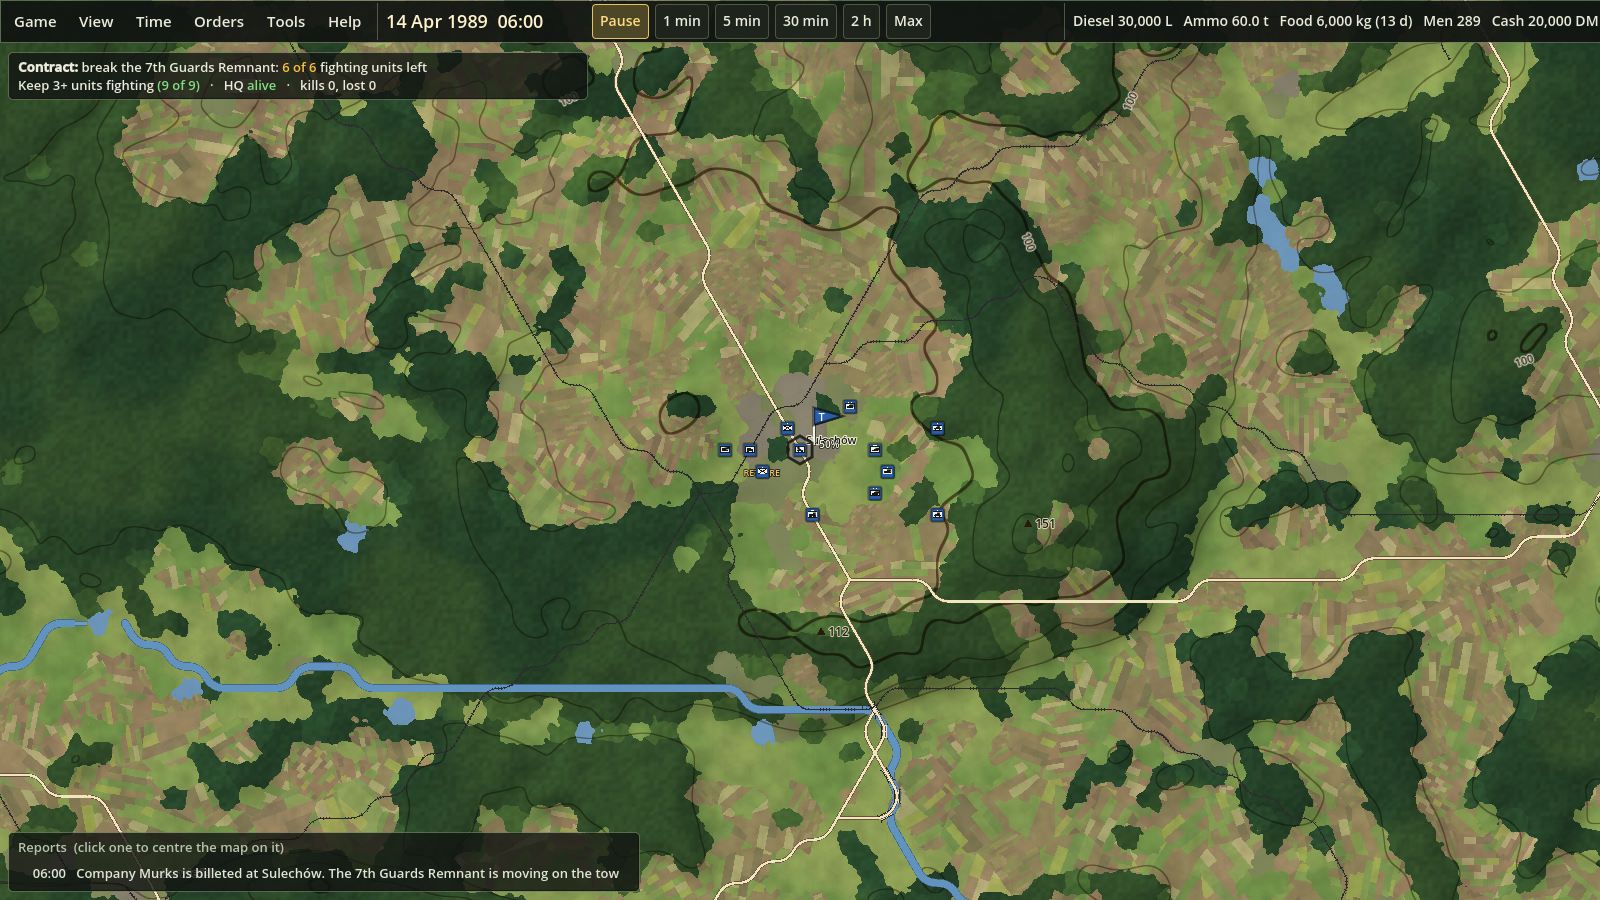 Game View Time Orders Tools Help 14 Apr 1989 06:00 Pause 1 min 5 min 30 min 2 h Max Diesel 30,000 L Ammo 60.0 t Food 6,000 kg (13 d) Men 289 Cash 20,000 DM
Contract: break the 7th Guards Remnant: 6 of 6 fighting units left
Keep 3+ units fighting (9 of 9) · HQ alive · kills 0, lost 0
100
100
100
100
T
RE RE
151
112
Reports (click one to centre the map on it)
06:00 Company Murks is billeted at Sulechów. The 7th Guards Remnant is moving on the tow